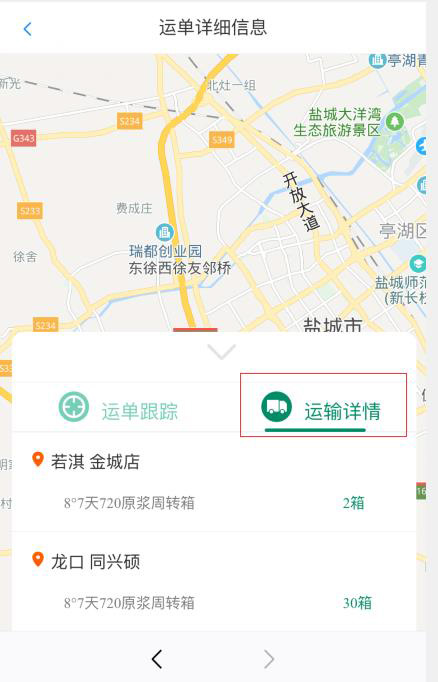 运单详细信息
亭湖
新光
北灶一组
S234
盐城大洋湾
生态旅游景区
G343
S349
开放大道
S233
费成庄
亭湖区
瑞都创业园
徐舍
东徐西徐友邻桥
盐城师范
(新长校
S234
盐城市
运单跟踪
运输详情
若淇 金城店
8°7天720原浆周转箱
2箱
龙口 同兴硕
8°7天720原浆周转箱
30箱